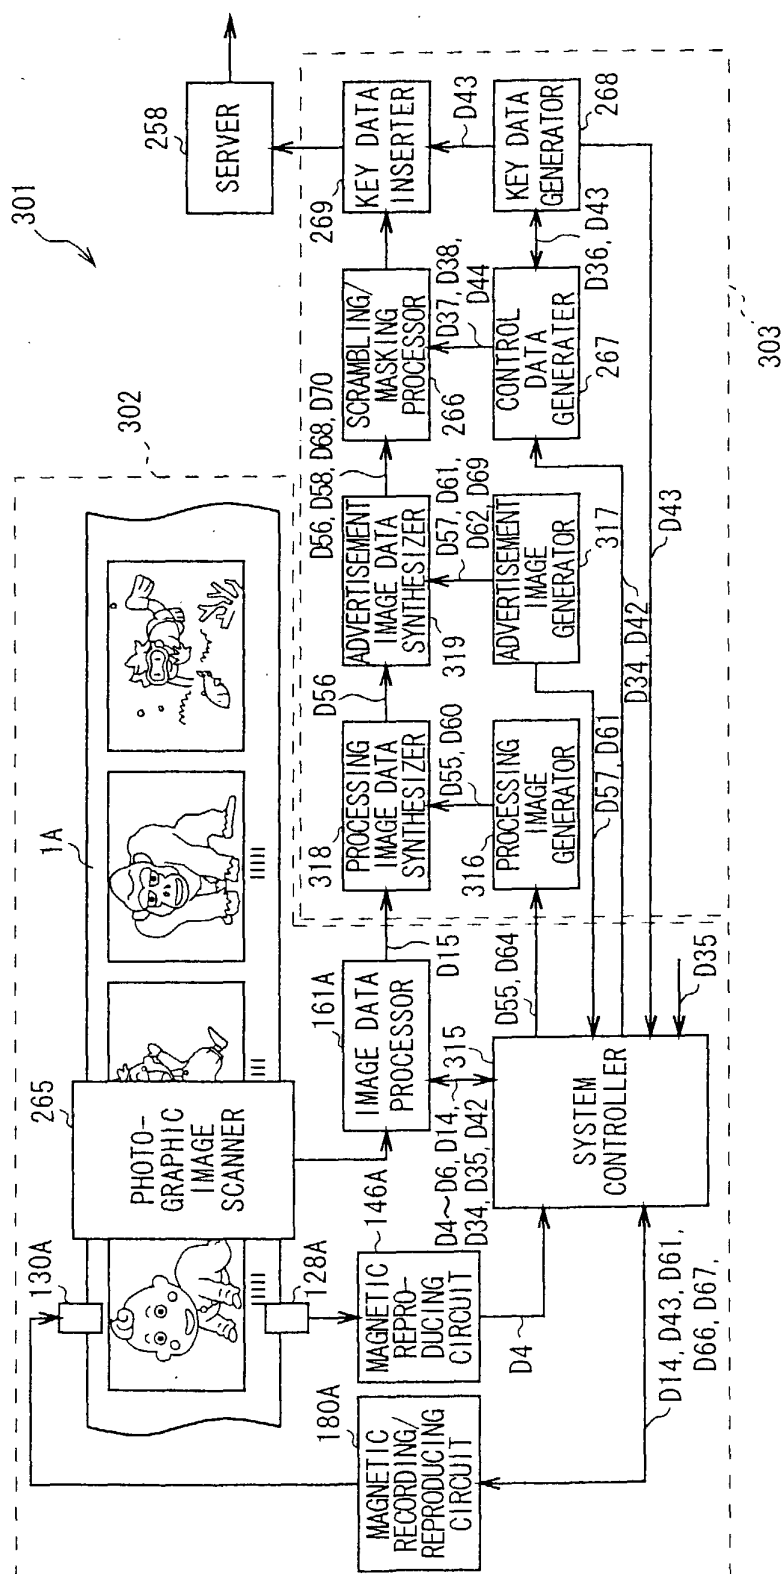 301
302
1A
265
PHOTO-
GRAPHIC
IMAGE
SCANNER
130A
128A
146A
MAGNETIC
REPRO-
DUCING
CIRCUIT
180A
MAGNETIC
RECORDING/
REPRODUCING
CIRCUIT
D4
D14, D43, D61,
D66, D67,
161A
IMAGE DATA
PROCESSOR
D15
D4~D6, D14,
D34, D35, D42
315
SYSTEM
CONTROLLER
D35
D55, D64
318
PROCESSING
IMAGE DATA
SYNTHESIZER
D55, D60
316
PROCESSING
IMAGE
GENERATOR
D56
ADVERTISEMENT
IMAGE DATA
SYNTHESIZER
319
D57, D61,
D62, D69
ADVERTISEMENT
IMAGE
GENERATOR
317
D57, D61
D34, D42
D43
D56, D58, D68, D70
SCRAMBLING/
MASKING
PROCESSOR
266
D37, D38,
D44
CONTROL
DATA
GENERATER
267
D36, D43
269
KEY DATA
INSERTER
D43
KEY DATA
GENERATOR
268
258
SERVER
303